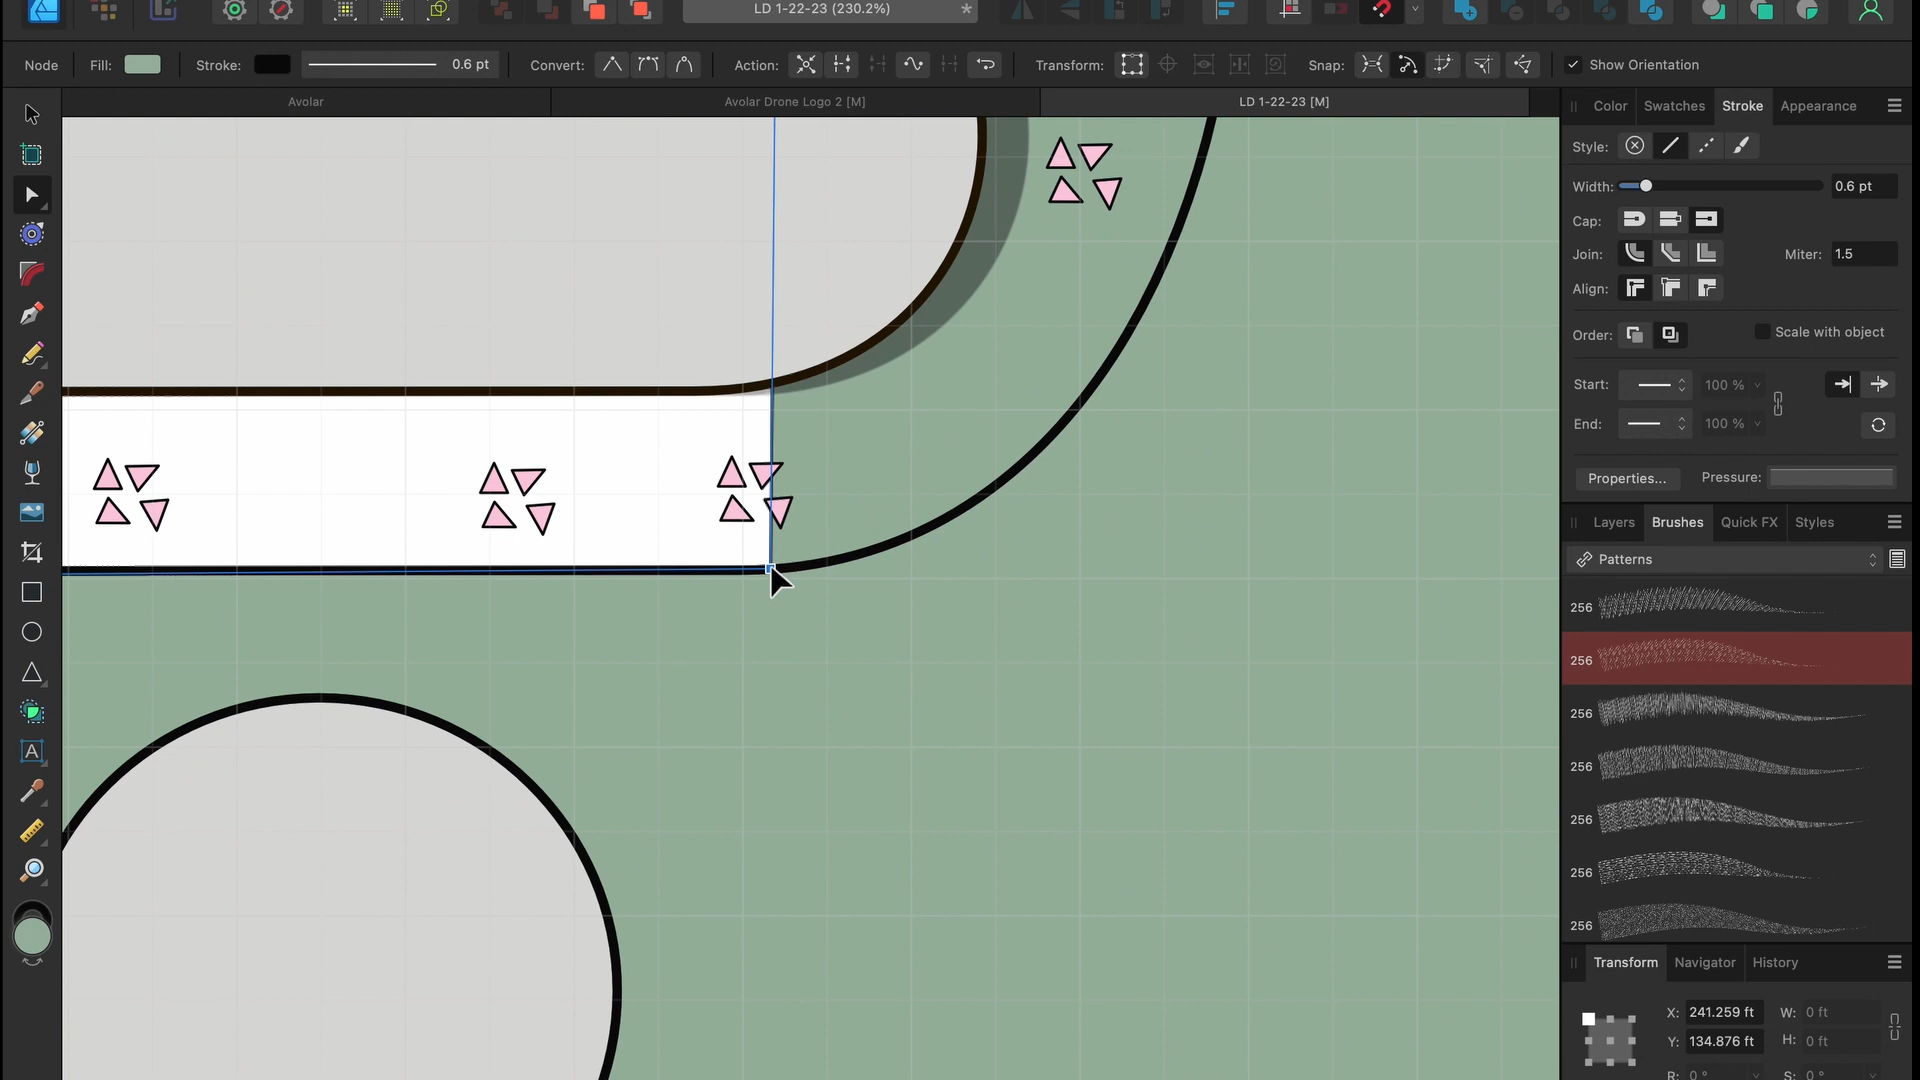 LD 1-22-23 (230.2%)
*
Node Fill: Stroke: 0.6 pt Convert: Action: Transform: Snap: Show Orientation
Avolar Avolar Drone Logo 2 [M] LD 1-22-23 [M]
Color Swatches Stroke Appearance
Style:
Width: 0.6 pt
Cap:
Join: Miter: 1.5
Align:
Order: Scale with object
Start: 100 %
End: 100 %
Properties... Pressure:
Layers Brushes Quick FX Styles
Patterns
256
256
256
256
256
256
256
A
Transform Navigator History
X: 241.259 ft W: 0 ft
Y: 134.876 ft H: 0 ft
R: 0 ° S: 0 °